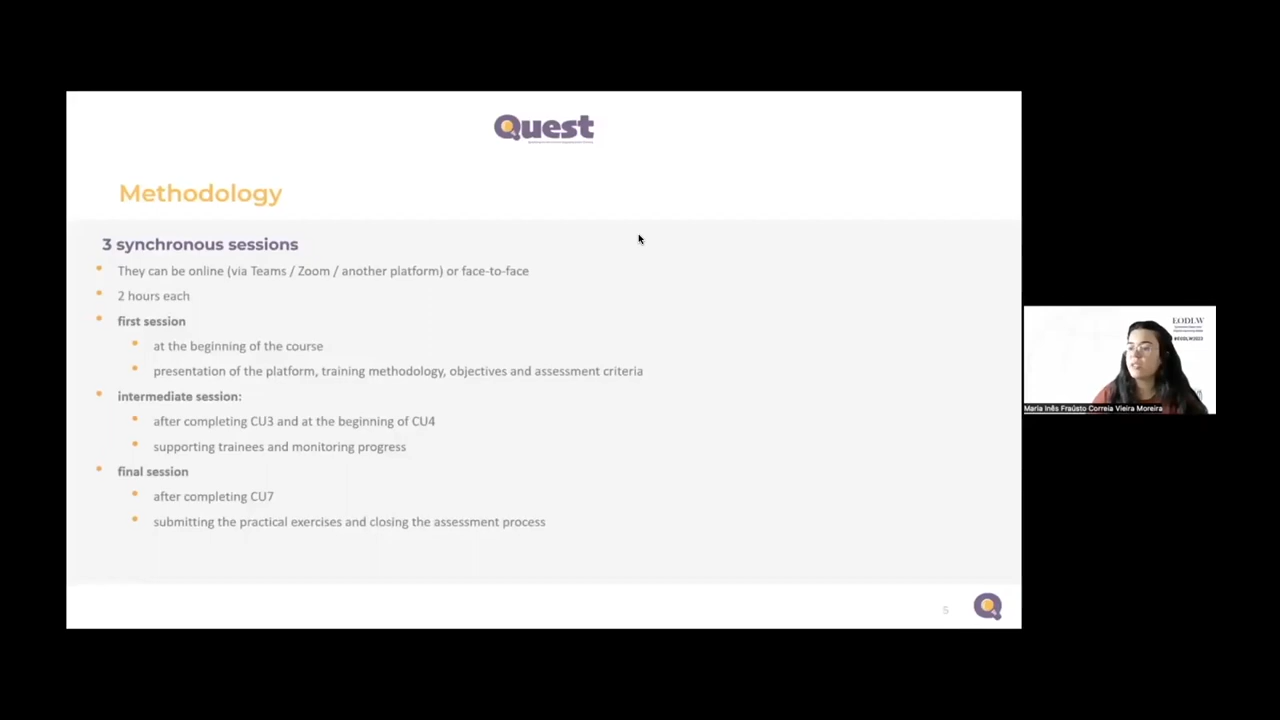 Quest
Methodology
3 synchronous sessions
They can be online (via Teams / Zoom / another platform) or face-to-face
2 hours each
first session
at the beginning of the course
presentation of the platform, training methodology, objectives and assessment criteria
intermediate session:
after completing CU3 and at the beginning of CU4
supporting trainees and monitoring progress
final session
after completing CU7
submitting the practical exercises and closing the assessment process
5
EODLW
#EODLW2023
Maria Inês Fraústo Correia Vieira Moreira